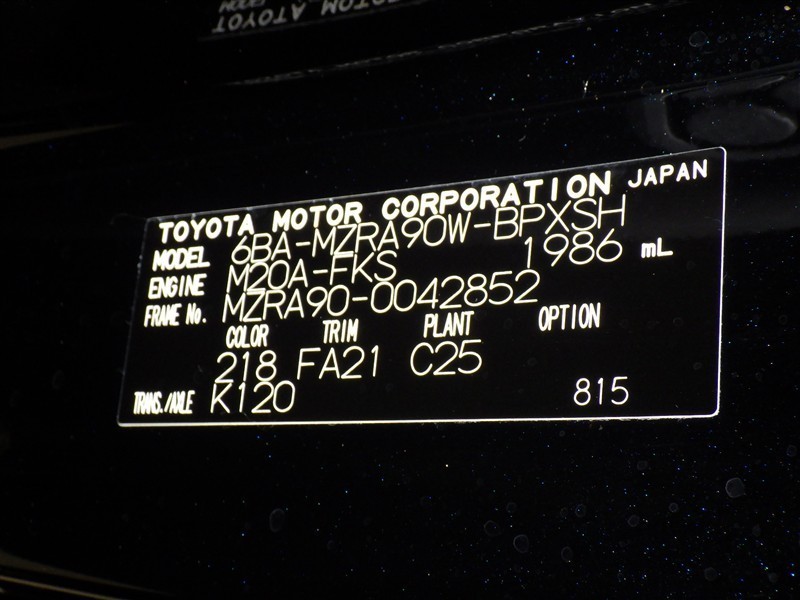 TOYOTA MOTOR CORPORATION JAPAN
MODEL 6BA-MZRA90W-BPXSH
ENGINE M20A-FKS 1986 mL
FRAME No. MZRA90-0042852
COLOR TRIM PLANT OPTION
218 FA21 C25
TRANS./AXLE K120 815